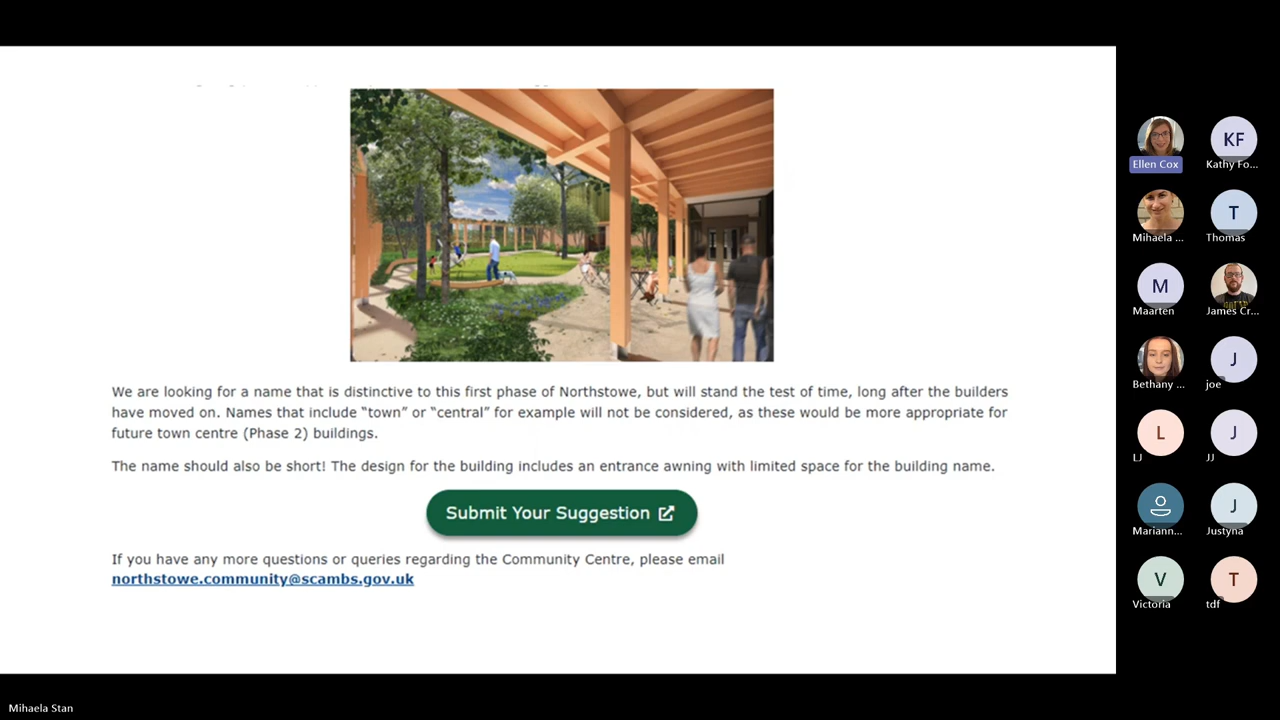 We are looking for a name that is distinctive to this first phase of Northstowe, but will stand the test of time, long after the builders
have moved on. Names that include “town” or “central” for example will not be considered, as these would be more appropriate for
future town centre (Phase 2) buildings.
The name should also be short! The design for the building includes an entrance awning with limited space for the building name.
Submit Your Suggestion
If you have any more questions or queries regarding the Community Centre, please email
northstowe.community@scambs.gov.uk
Ellen Cox
KF
Kathy Fo...
Mihaela ...
T
Thomas
M
Maarten
James Cr...
Bethany ...
J
joe
L
LJ
J
JJ
Mariann...
J
Justyna
V
Victoria
T
tdf
Mihaela Stan